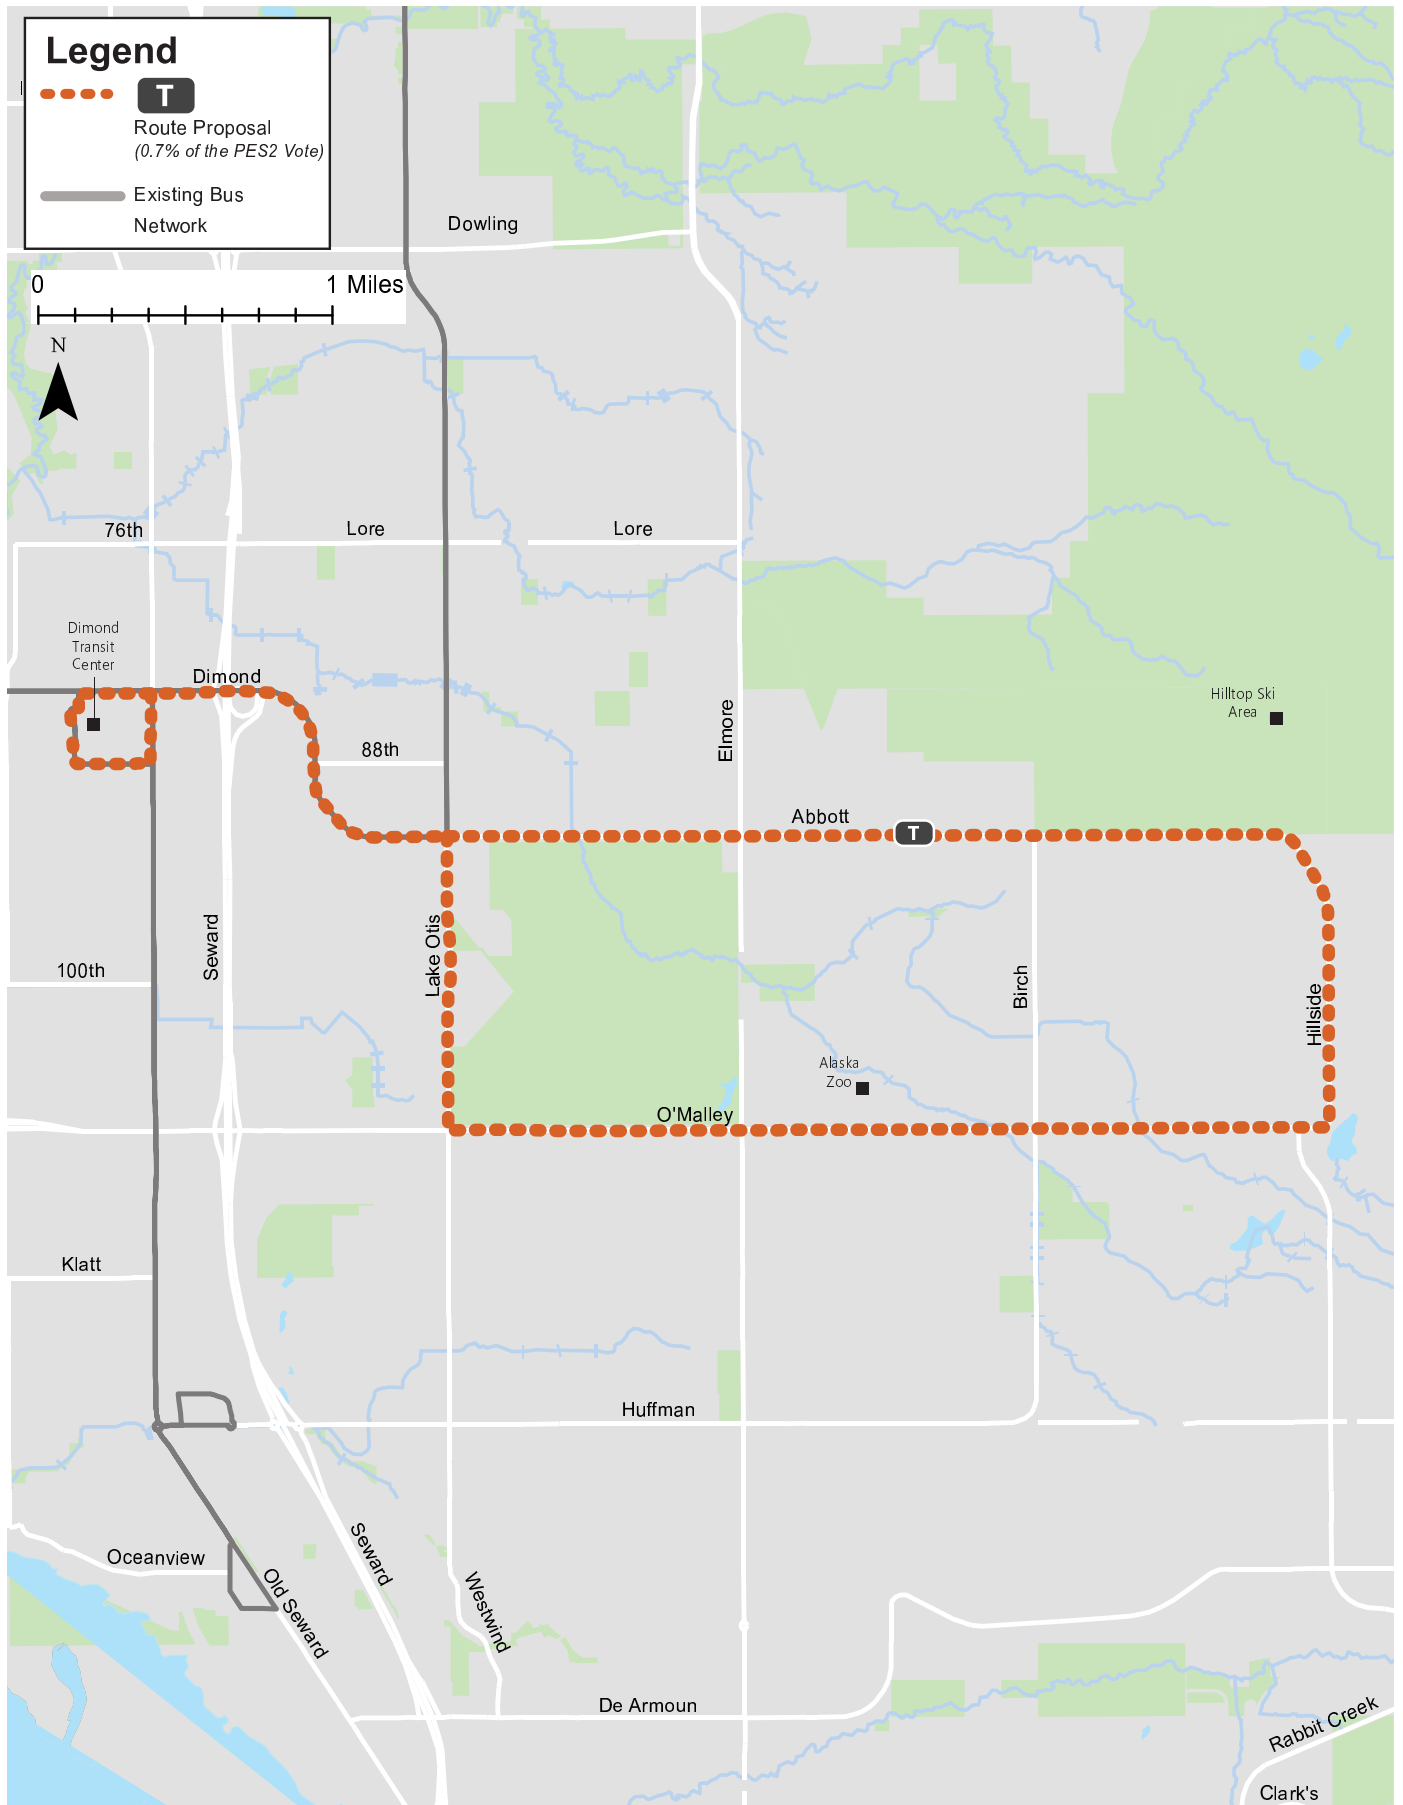 Legend
T
Route Proposal
(0.7% of the PES2 Vote)
Existing Bus
Network
Dowling
0
1 Miles
N
76th
Lore
Lore
Dimond
Transit
Center
Dimond
Hilltop Ski
Area
Elmore
88th
Abbott
T
Seward
Lake Otis
100th
Birch
Hillside
Alaska
Zoo
O'Malley
Klatt
Huffman
Oceanview
Old Seward
Seward
Westwind
De Armoun
Rabbit Creek
Clark's